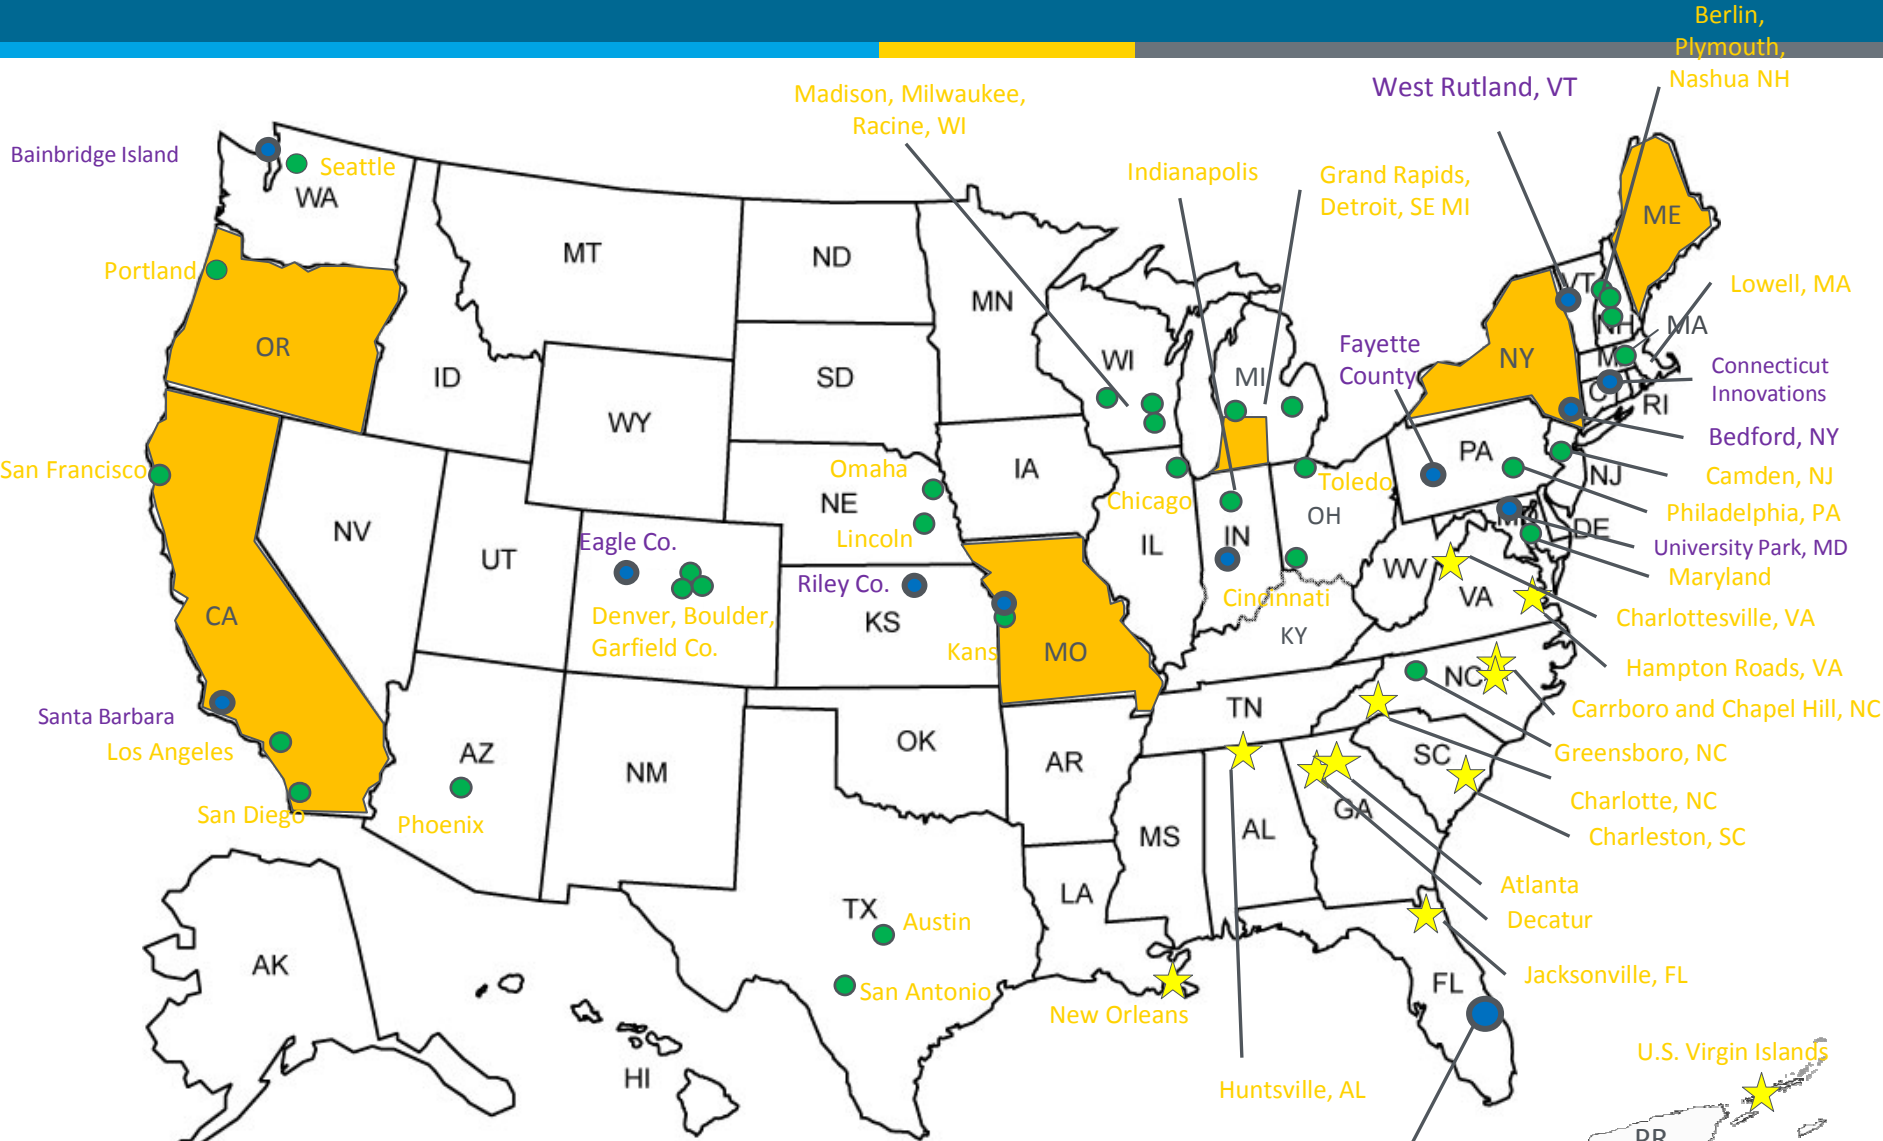 Berlin,
Plymouth,
Nashua NH
West Rutland, VT
Madison, Milwaukee,
Racine, WI
Bainbridge Island
Seattle
WA
Indianapolis
Grand Rapids,
Detroit, SE MI
ME
MT
ND
MN
Portland
VT
Lowell, MA
OR
ID
SD
WI
MI
Fayette
County
NY
NH
MA
Connecticut
Innovations
RI
WY
Bedford, NY
San Francisco
Omaha
NE
Lincoln
IA
Chicago
Toledo
OH
PA
NJ
Camden, NJ
Philadelphia, PA
NV
UT
Eagle Co.
IL
IN
DE
University Park, MD
Maryland
Riley Co.
WV
VA
CA
Denver, Boulder,
Garfield Co.
KS
Cincinnati
KY
Charlottesville, VA
Kans
MO
NC
Hampton Roads, VA
Santa Barbara
Los Angeles
TN
Carrboro and Chapel Hill, NC
AZ
NM
OK
AR
SC
Greensboro, NC
San Diego
Phoenix
MS
AL
GA
Charlotte, NC
Charleston, SC
LA
Atlanta
TX
Austin
Decatur
AK
San Antonio
New Orleans
FL
Jacksonville, FL
HI
Huntsville, AL
U.S. Virgin Islands
PR